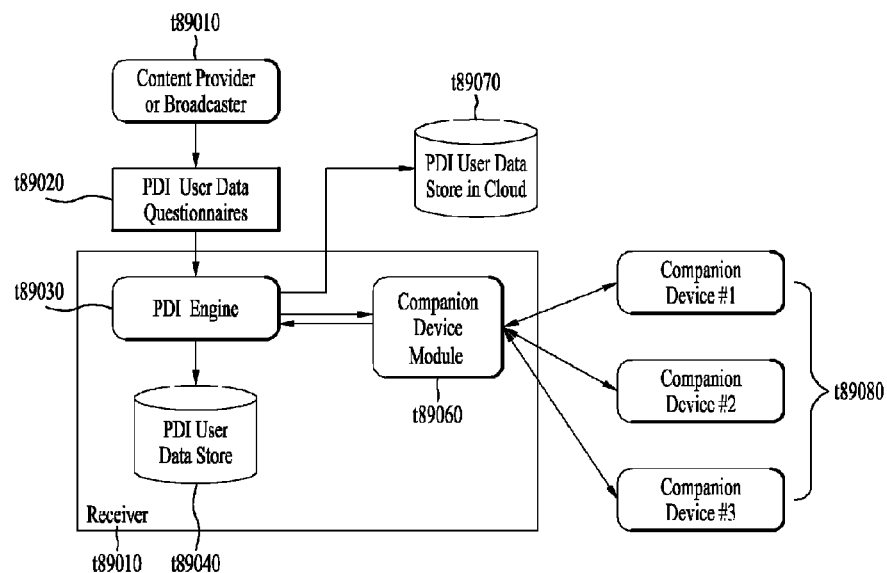 t89010
Content Provider
or Broadcaster
t89070
PDI User Data
Store in Cloud
t89020
PDI User Data
Questionnaires
t89030
PDI Engine
Companion
Device
Module
t89060
Companion
Device #1
Companion
Device #2
Companion
Device #3
t89080
PDI User
Data Store
Receiver
t89010
t89040